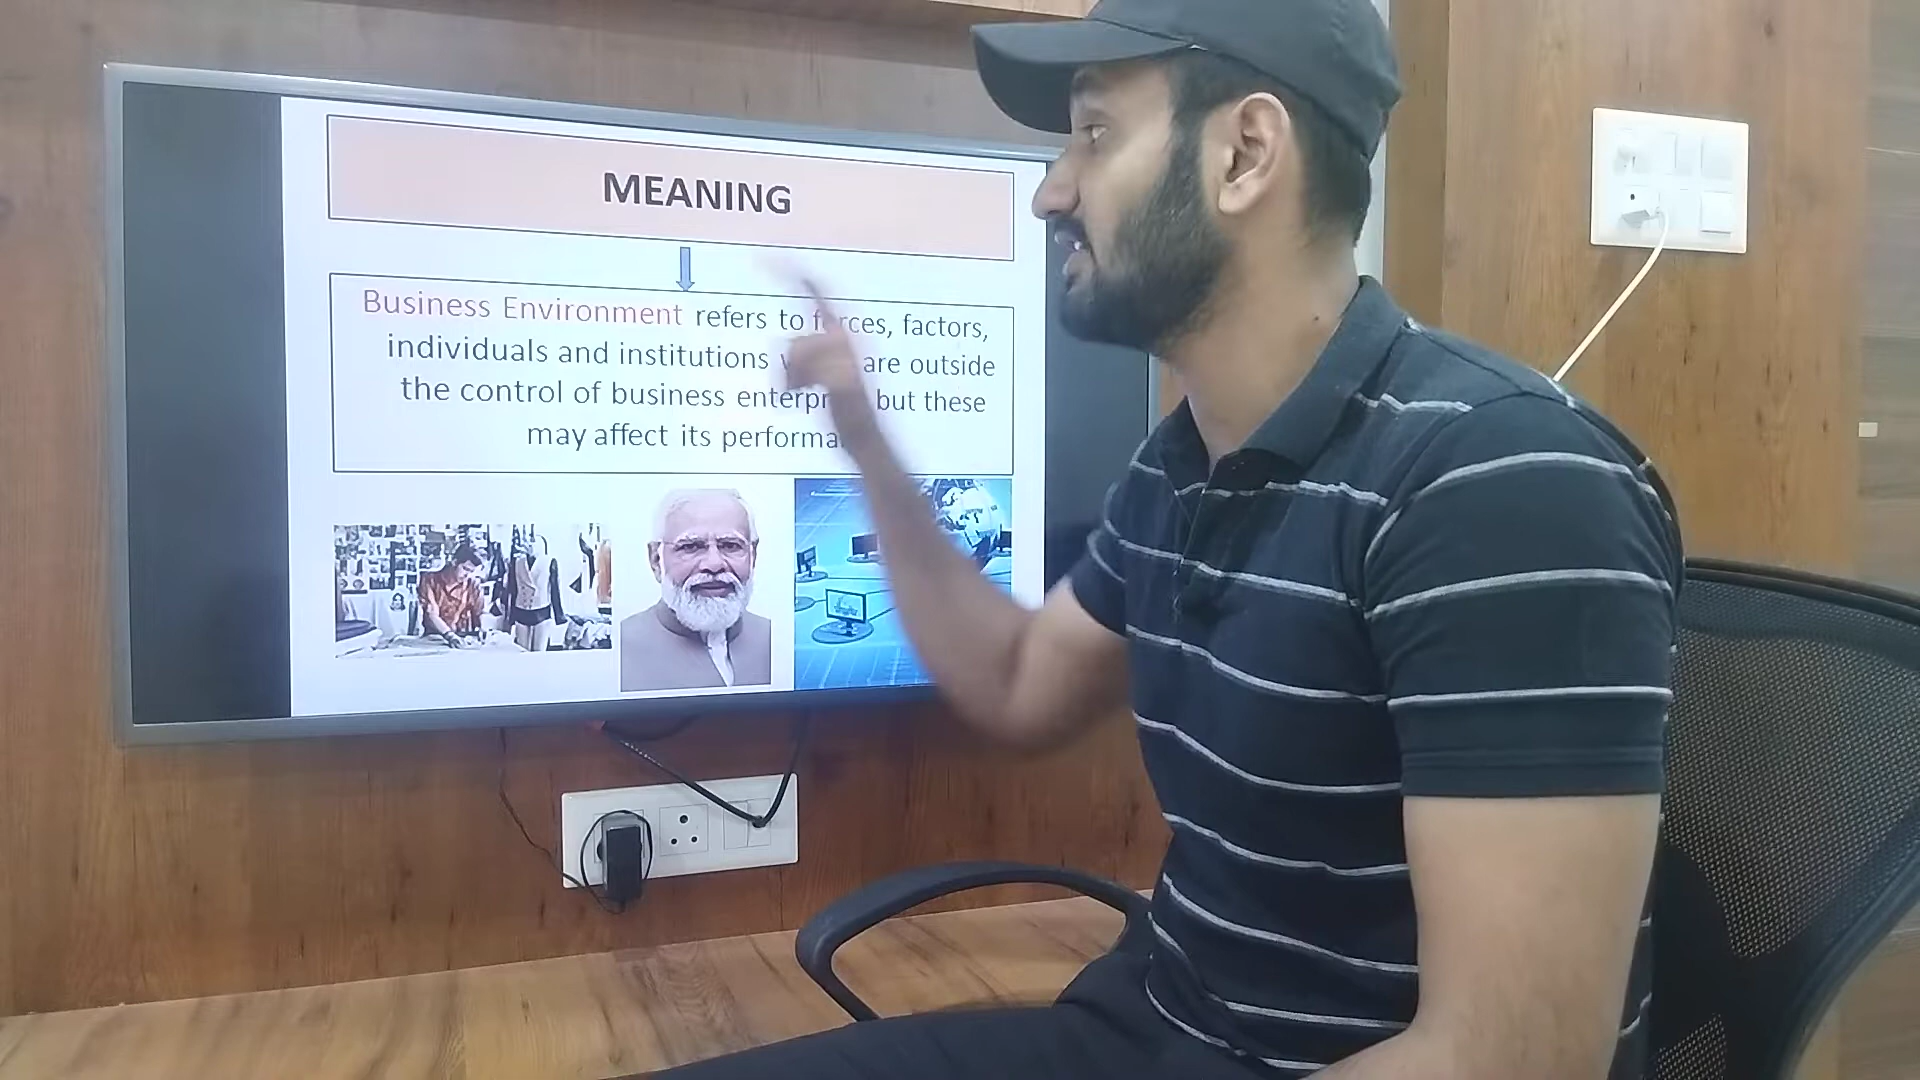 MEANING
Business Environment refers to forces, factors,
individuals and institutions are outside
the control of business but these
may affect its